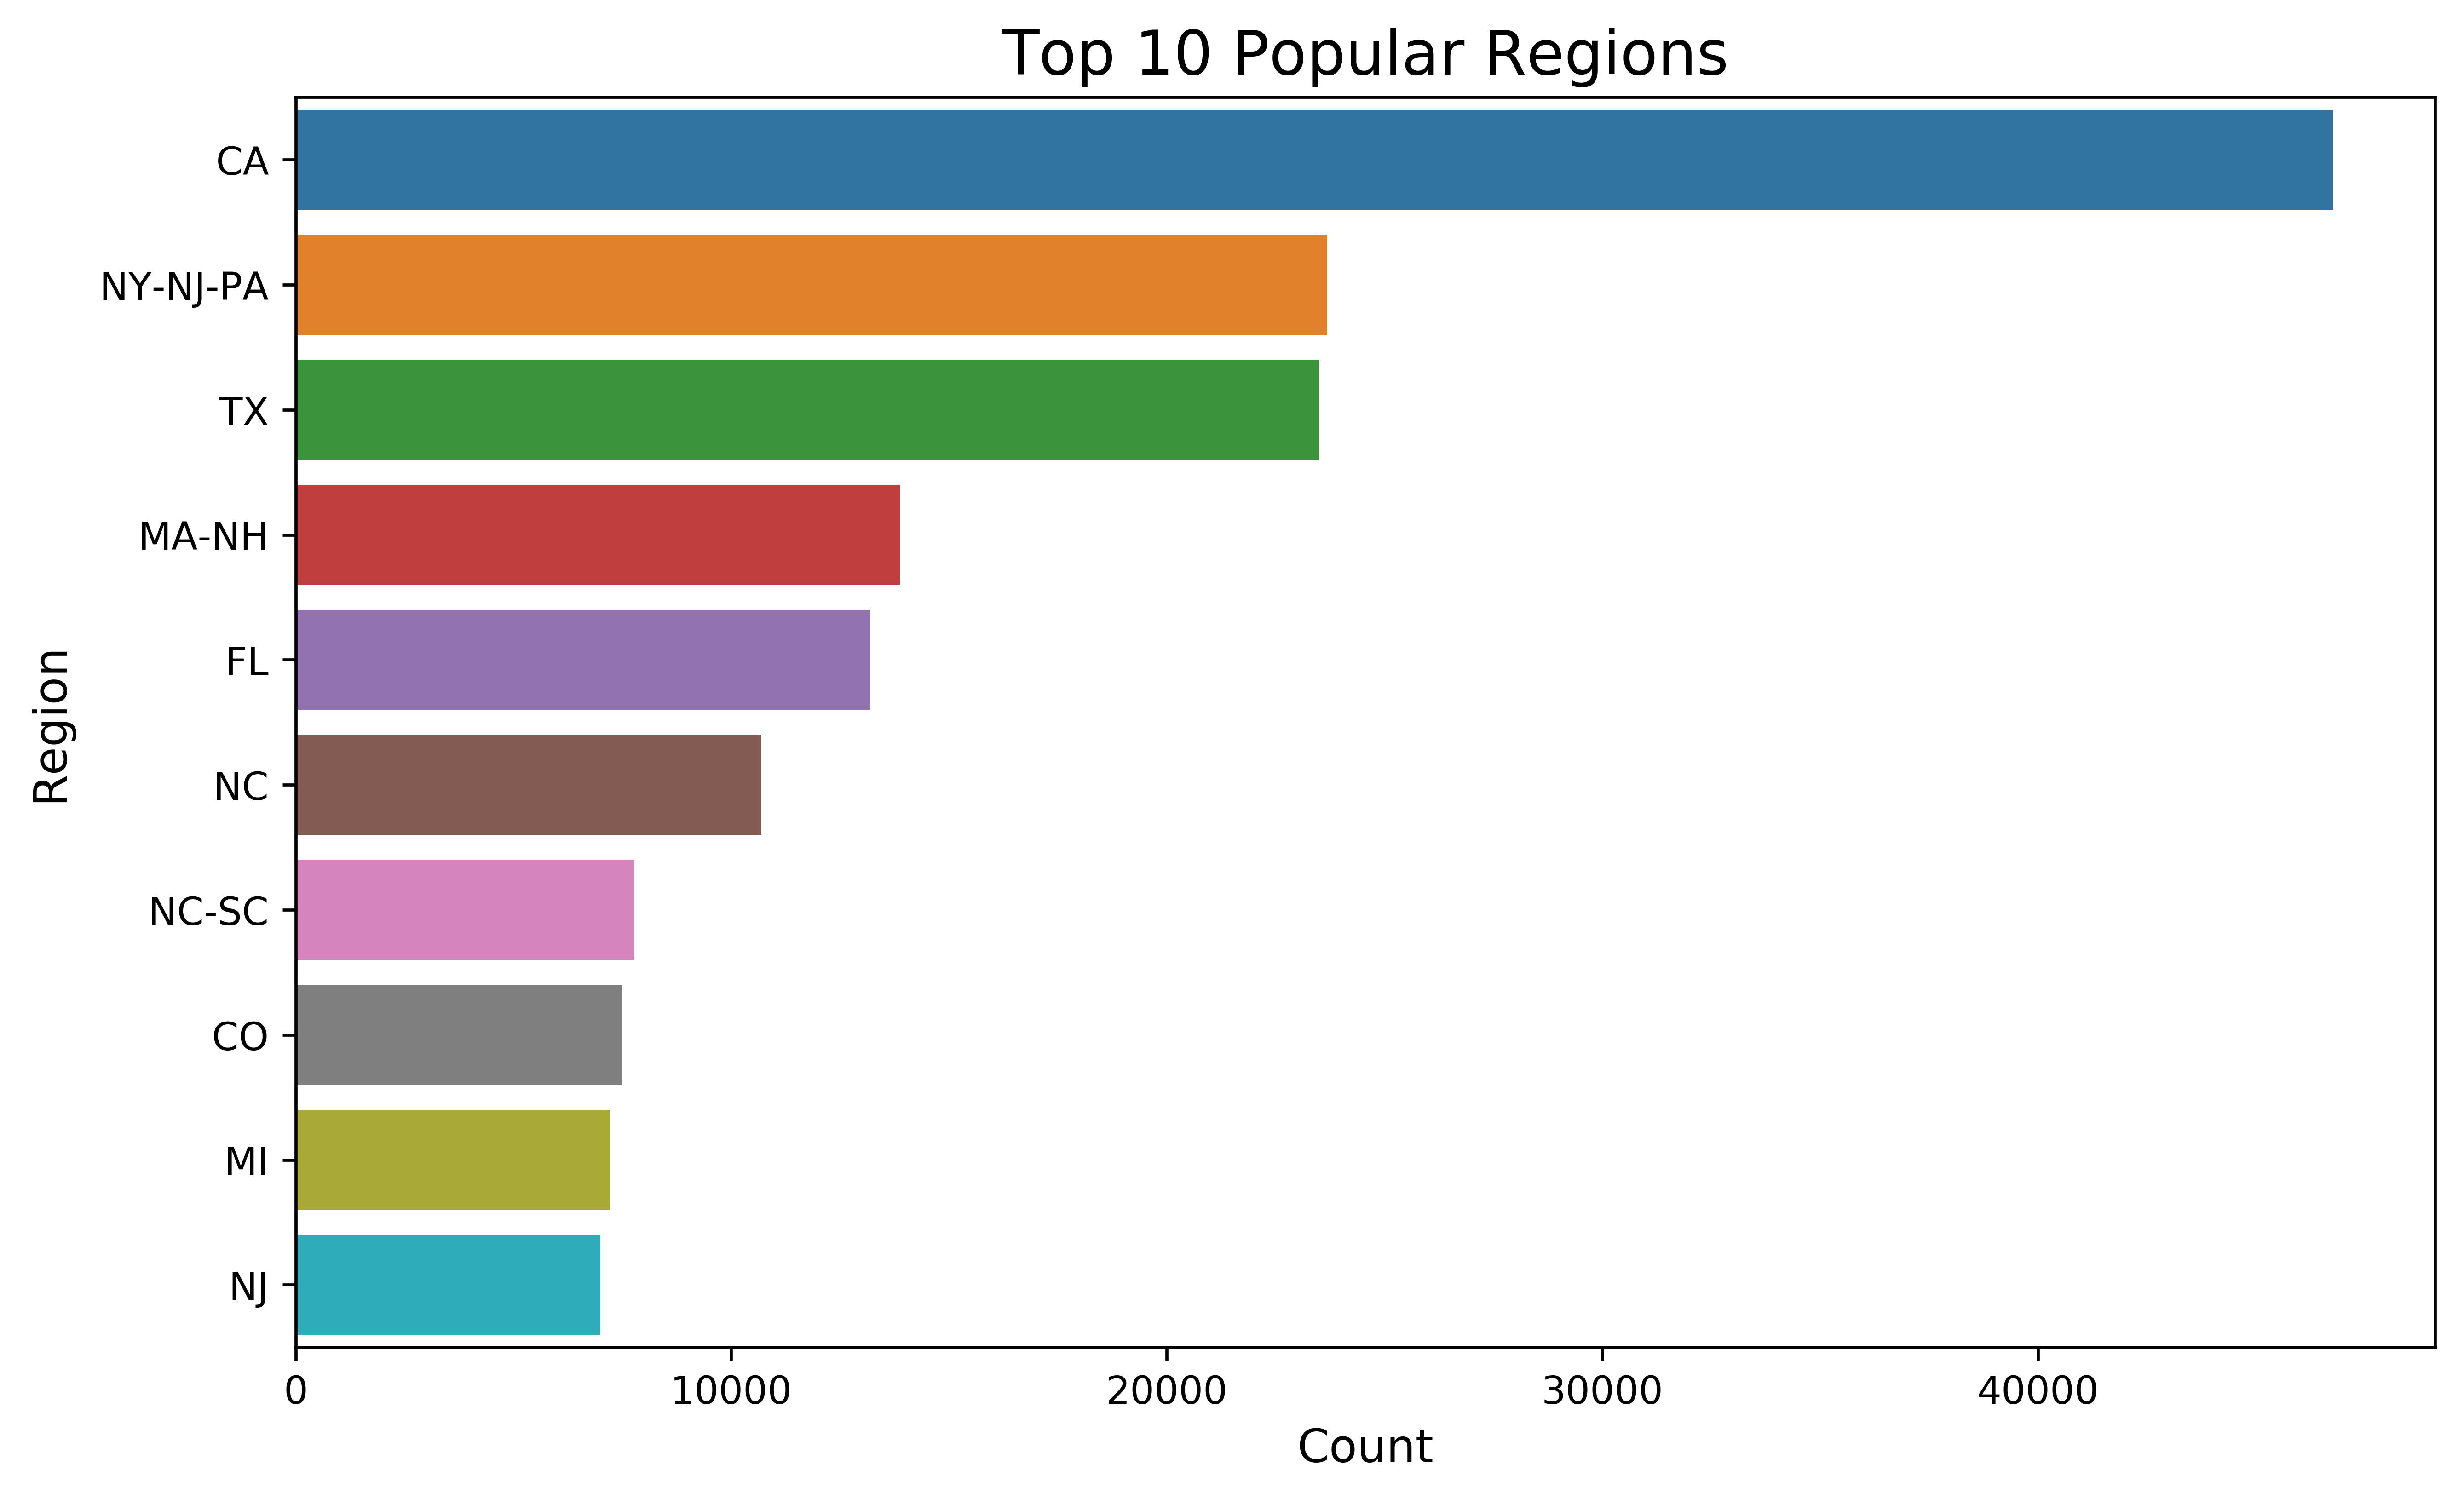 Top 10 Popular Regions
CA
NY-NJ-PA
TX
MA-NH
FL
NC
NC-SC
CO
MI
NJ
Region
0 10000 20000 30000 40000
Count